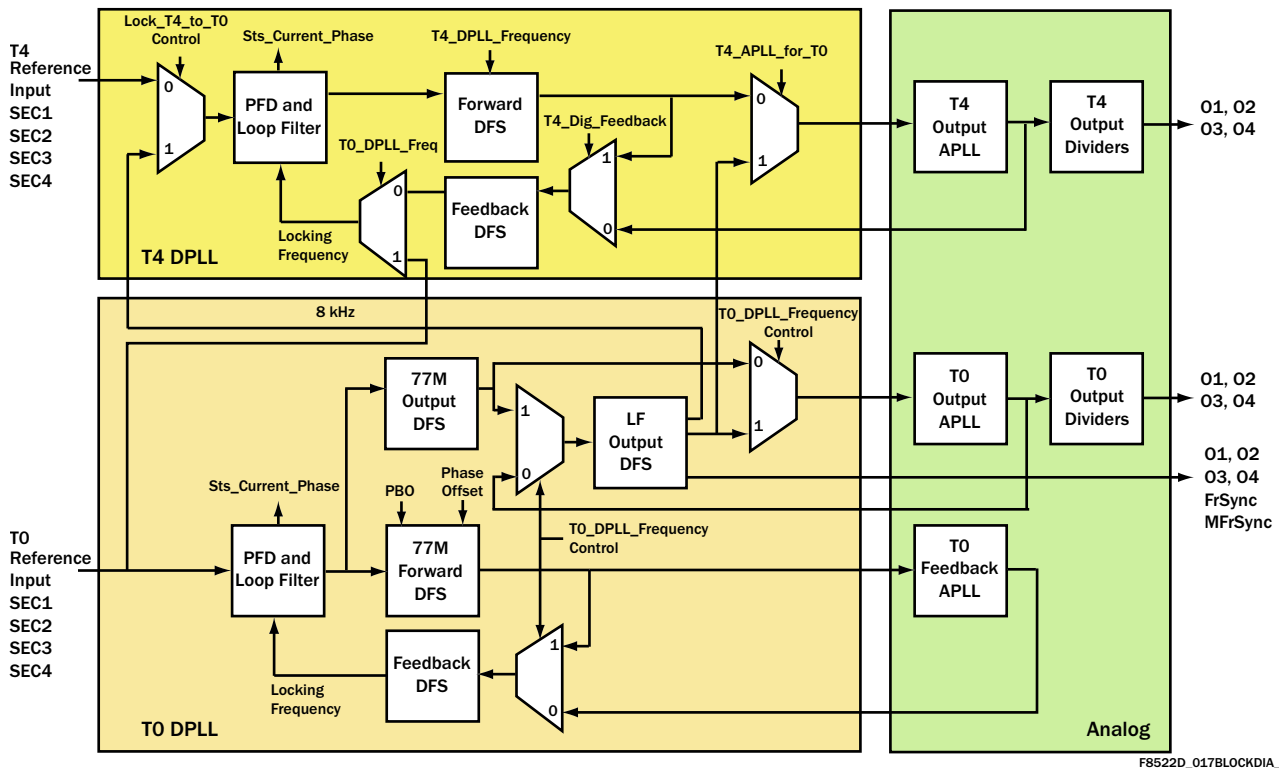 Lock_T4_to_T0
Control
Sts_Current_Phase
T4_DPLL_Frequency
T4_APLL_for_T0
T4
Reference
Input
SEC1
SEC2
SEC3
SEC4
0
1
PFD and
Loop Filter
Forward
DFS
T4_Dig_Feedback
T0_DPLL_Freq
1
0
0
1
Feedback
DFS
0
1
Locking
Frequency
T4 DPLL
T4
Output
APLL
T4
Output
Dividers
O1, O2
O3, O4
8 kHz
T0_DPLL_Frequency
Control
0
1
77M
Output
DFS
1
0
LF
Output
DFS
T0
Output
APLL
T0
Output
Dividers
O1, O2
O3, O4
O1, O2
O3, O4
FrSync
MFrSync
Sts_Current_Phase
PBO
Phase
Offset
T0_DPLL_Frequency
Control
T0
Reference
Input
SEC1
SEC2
SEC3
SEC4
PFD and
Loop Filter
77M
Forward
DFS
T0
Feedback
APLL
Feedback
DFS
1
0
Locking
Frequency
T0 DPLL
Analog
F8522D_017BLOCKDIA_